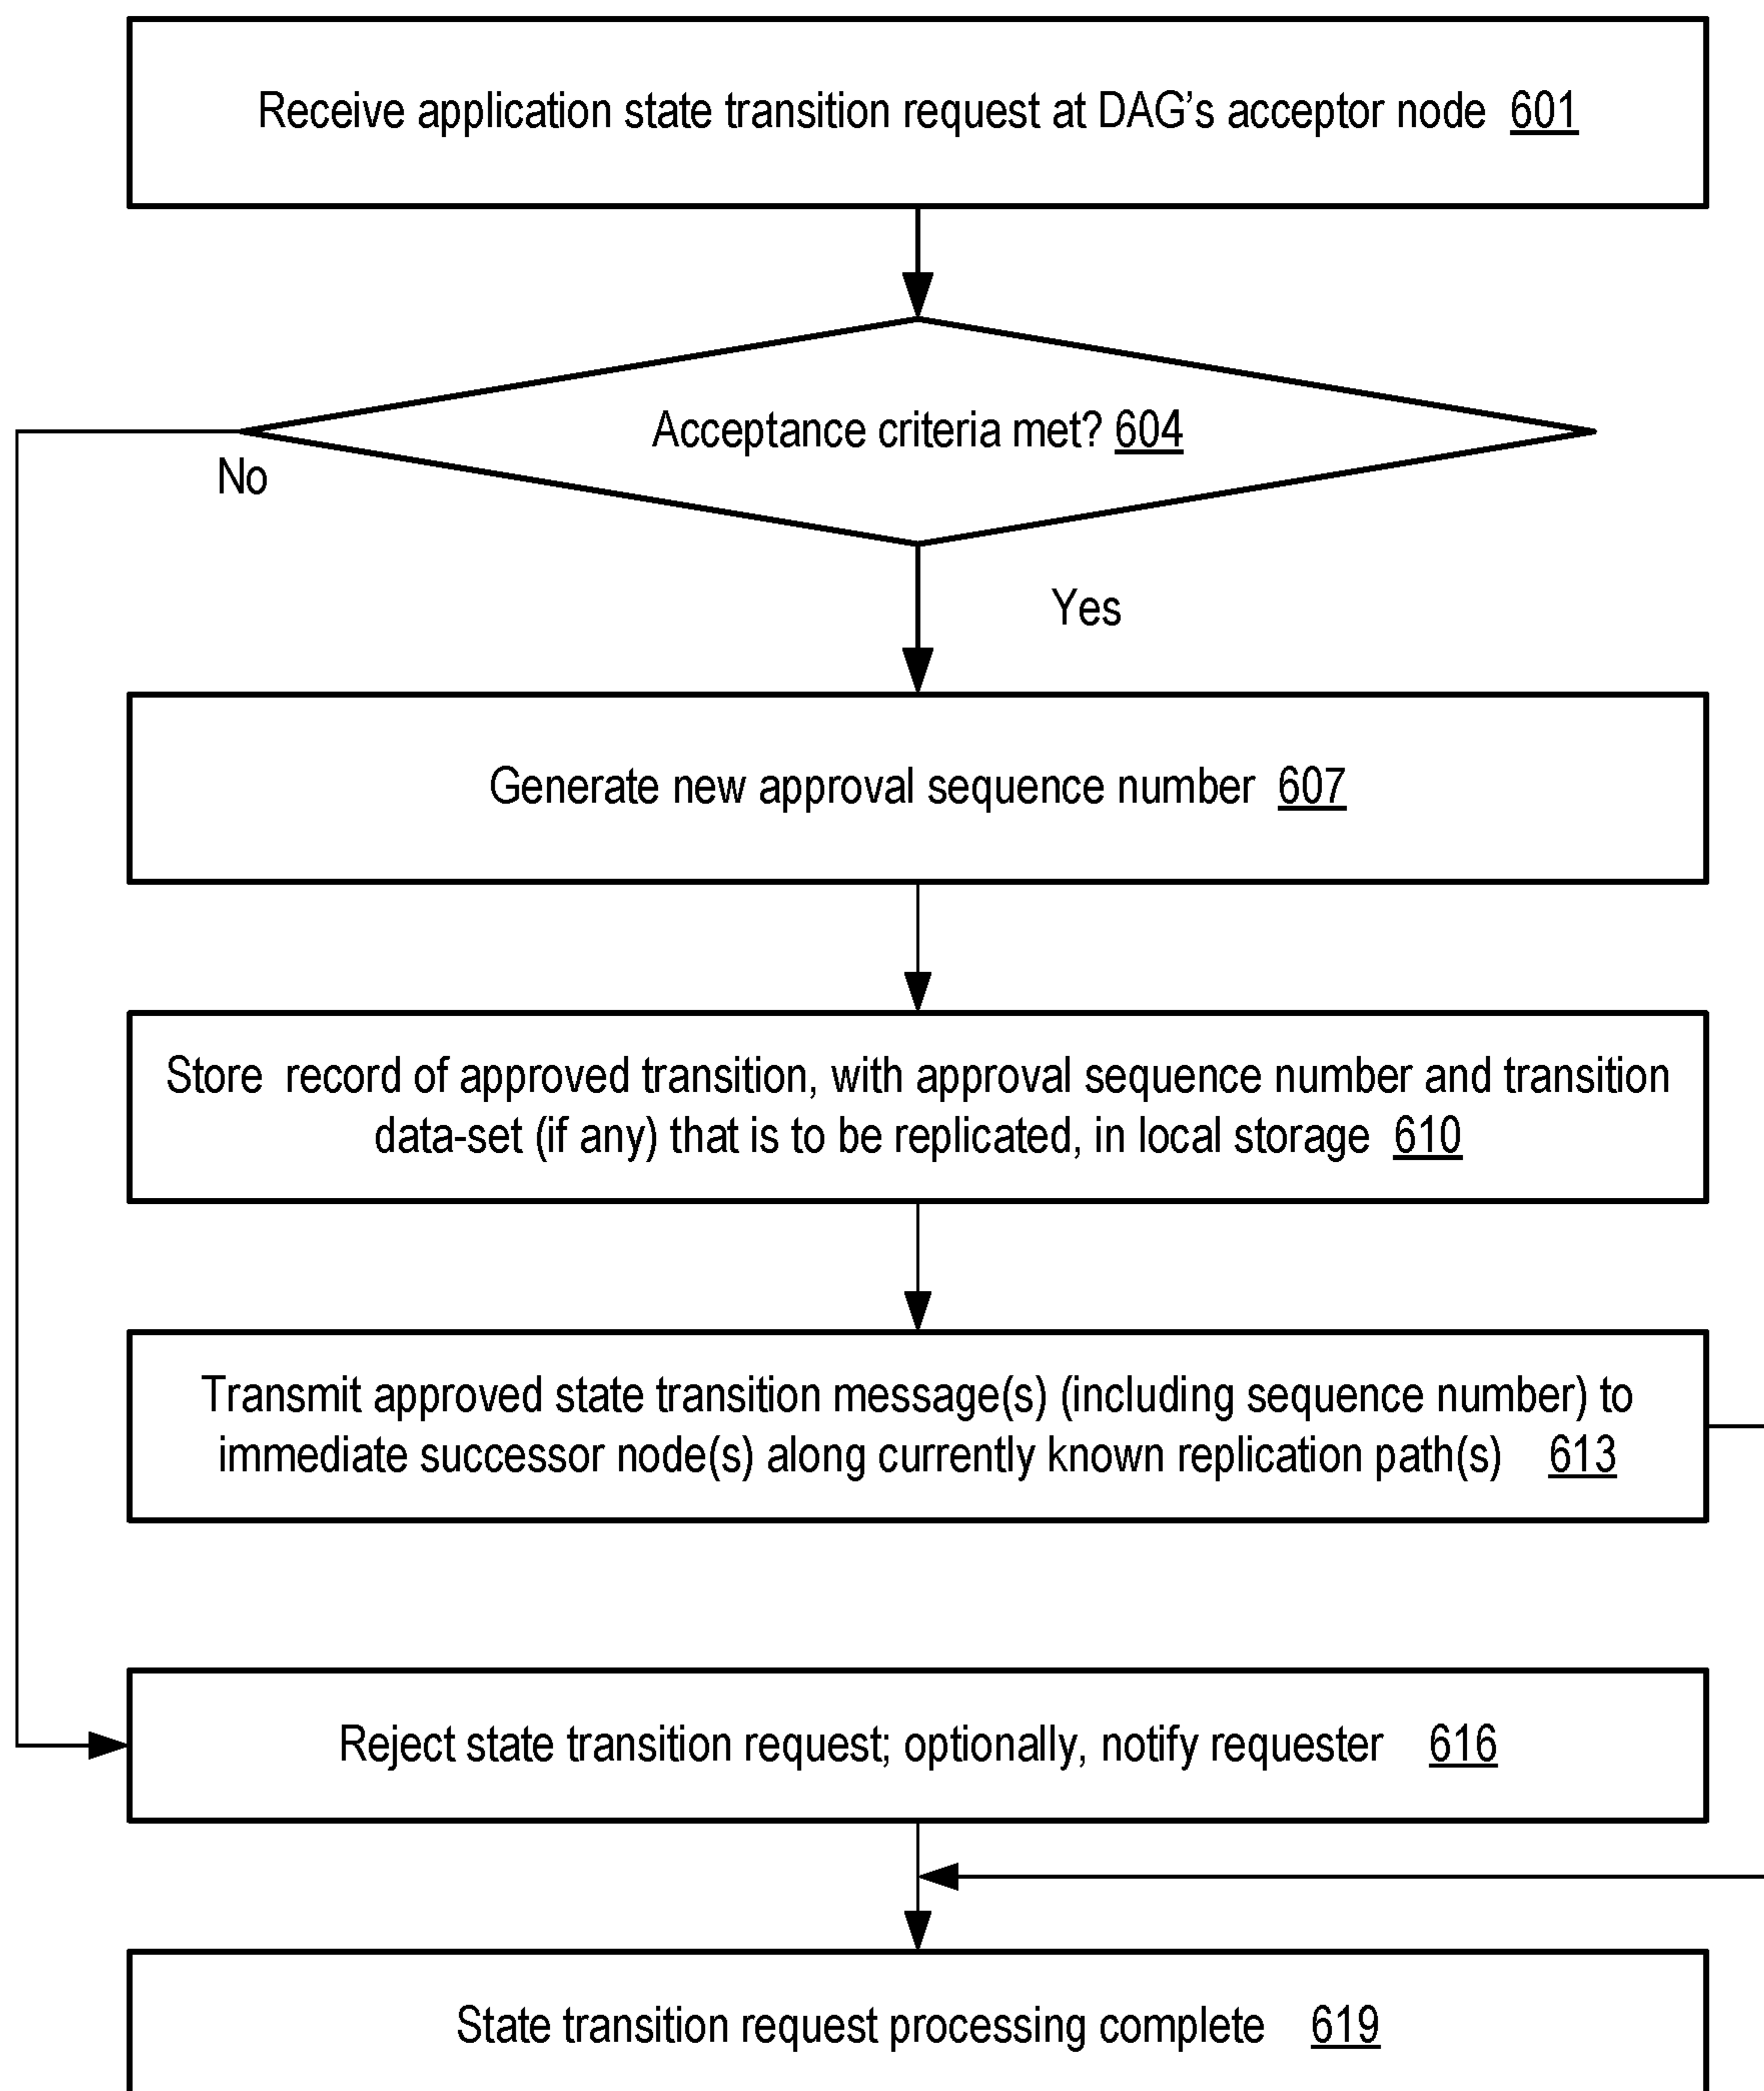 Receive application state transition request at DAG’s acceptor node 601
Acceptance criteria met? 604
No
Yes
Generate new approval sequence number 607
Store record of approved transition, with approval sequence number and transition
data-set (if any) that is to be replicated, in local storage 610
Transmit approved state transition message(s) (including sequence number) to
immediate successor node(s) along currently known replication path(s) 613
Reject state transition request; optionally, notify requester 616
State transition request processing complete 619